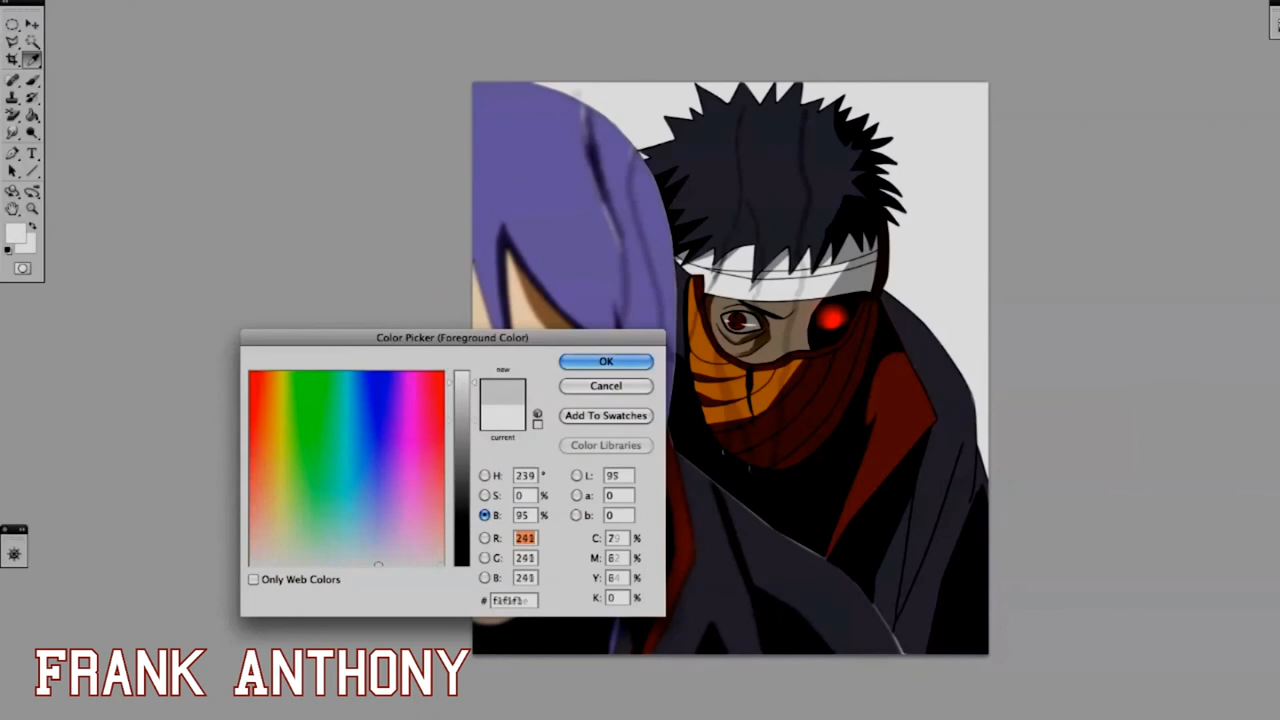 Color Picker (Foreground Color)
new
current
OK
Cancel
Add To Swatches
Color Libraries
H: 239 °
S: 0 %
B: 95 %
R: 241
G: 241
B: 241
#
L: 95
a: 0
b: 0
C: %
M: %
Y: %
K: 0 %
Only Web Colors
FRANK ANTHONY